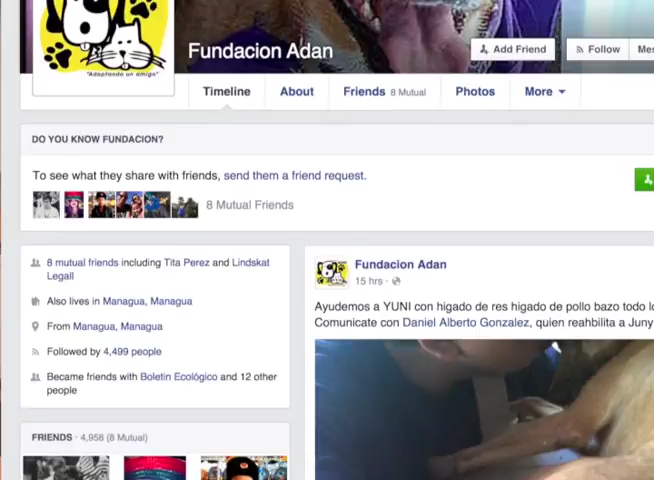 "Adoptando un amigo"
Fundacion Adan
Add Friend
Follow
Timeline
About
Friends 8 Mutual
Photos
More
DO YOU KNOW FUNDACION?
To see what they share with friends, send them a friend request.
8 Mutual Friends
8 mutual friends including Tita Perez and Lindskat
Legall
Also lives in Managua, Managua
From Managua, Managua
Followed by 4,499 people
Became friends with Boletin Ecológico and 12 other
people
FRIENDS · 4,958 (8 Mutual)
Fundacion Adan
15 hrs ·
Ayudemos a YUNI con higado de res higado de pollo bazo todo lo
Comunicate con Daniel Alberto Gonzalez, quien reahbilita a Juny